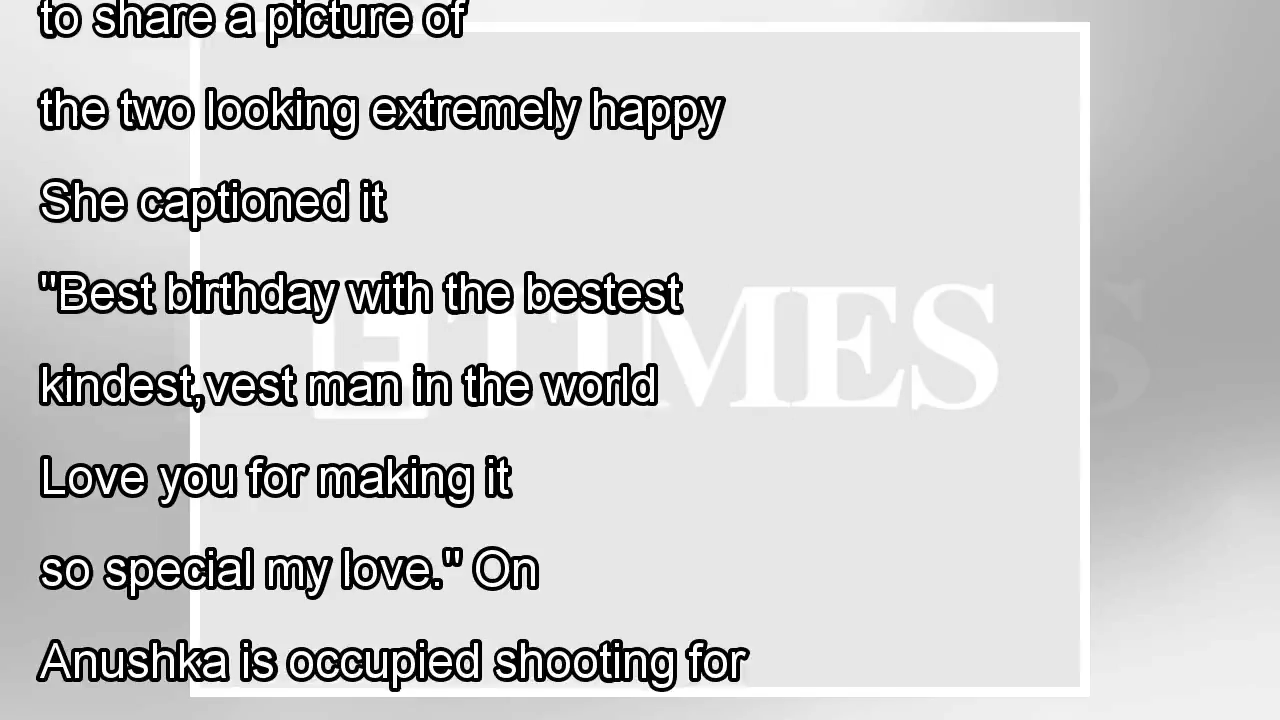 to share a picture of
the two looking extremely happy
She captioned it
"Best birthday with the bestest
ETIMES
kindest,vest man in the world
Love you for making it
so special my love." On
Anushka is occupied shooting for